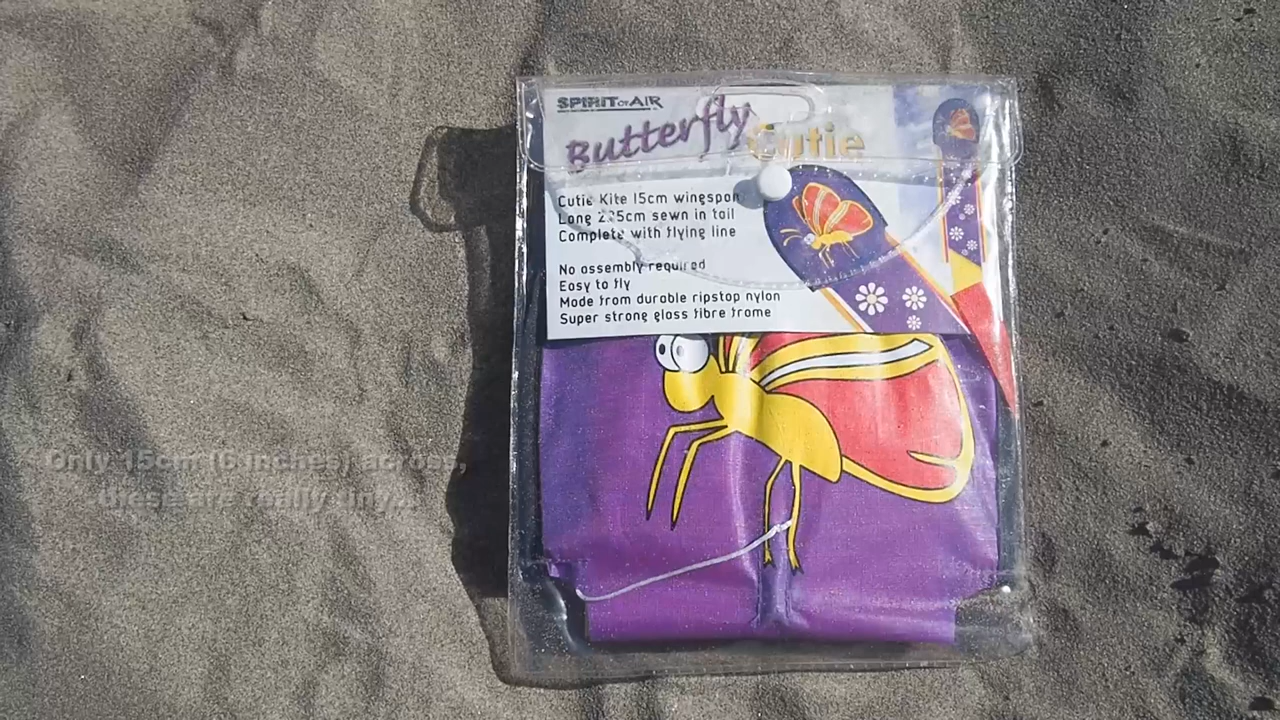 SPIRIT OF AIR
Butterfly Cutie
Cutie Kite 15cm wingspan
Long 225cm sewn in tail
Complete with flying line
No assembly required
Easy to fly
Made from durable ripstop nylon
Super strong glass fibre frame
Only 15cm (6 inches) across,
these are really tiny...